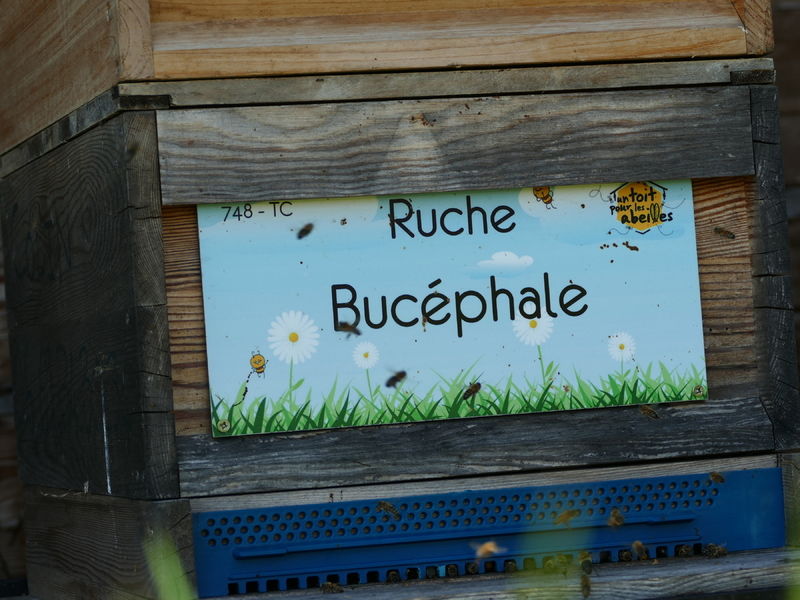 748 - TC
Ruche
un toit
pour les
abeilles
Bucéphale